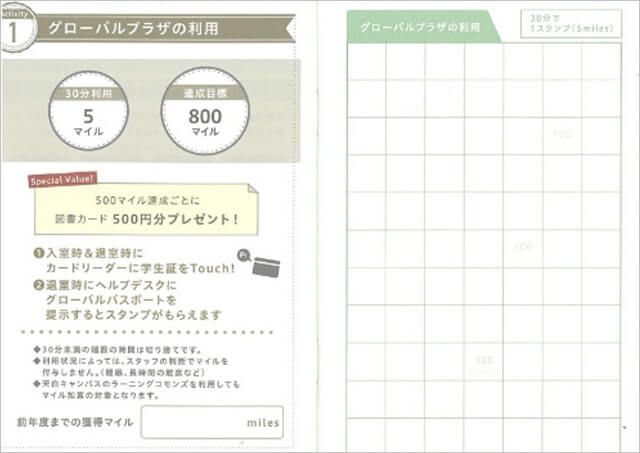 Activity
1
グローバルプラザの利用
30分利用
5
マイル
達成目標
800
マイル
Special Value!
500マイル達成ごとに
図書カード 500円分プレゼント!
❶入室時&退室時に
カードリーダーに学生証をTouch!
Pi
❷退室時にヘルプデスクに
グローバルパスポートを
提示するとスタンプがもらえます
◆30分未満の端数の時間は切り捨てです。
◆利用状況によっては、スタッフの判断でマイルを
付与しません。(睡眠、長時間の離席など)
◆天白キャンパスのラーニングコモンズを利用しても
マイル加算の対象となります。
前年度までの獲得マイル
miles
グローバルプラザの利用
30分で
1スタンプ(5miles)
100